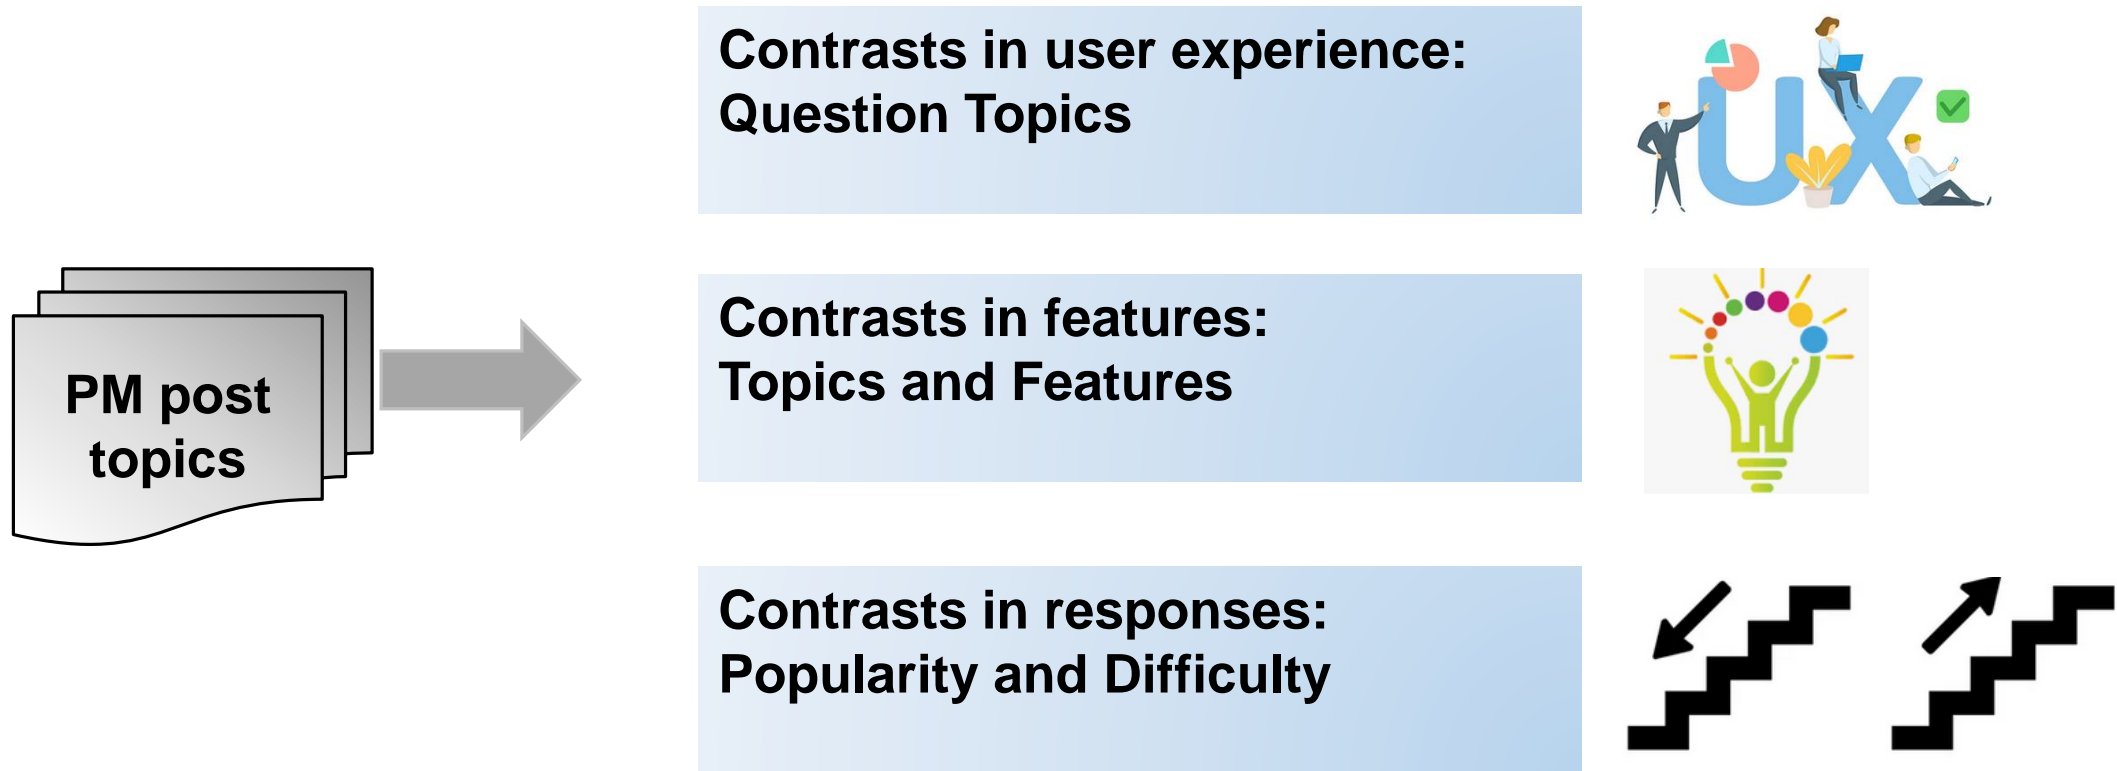 PM post
topics
Contrasts in user experience:
Question Topics
UX
Contrasts in features:
Topics and Features
Contrasts in responses:
Popularity and Difficulty